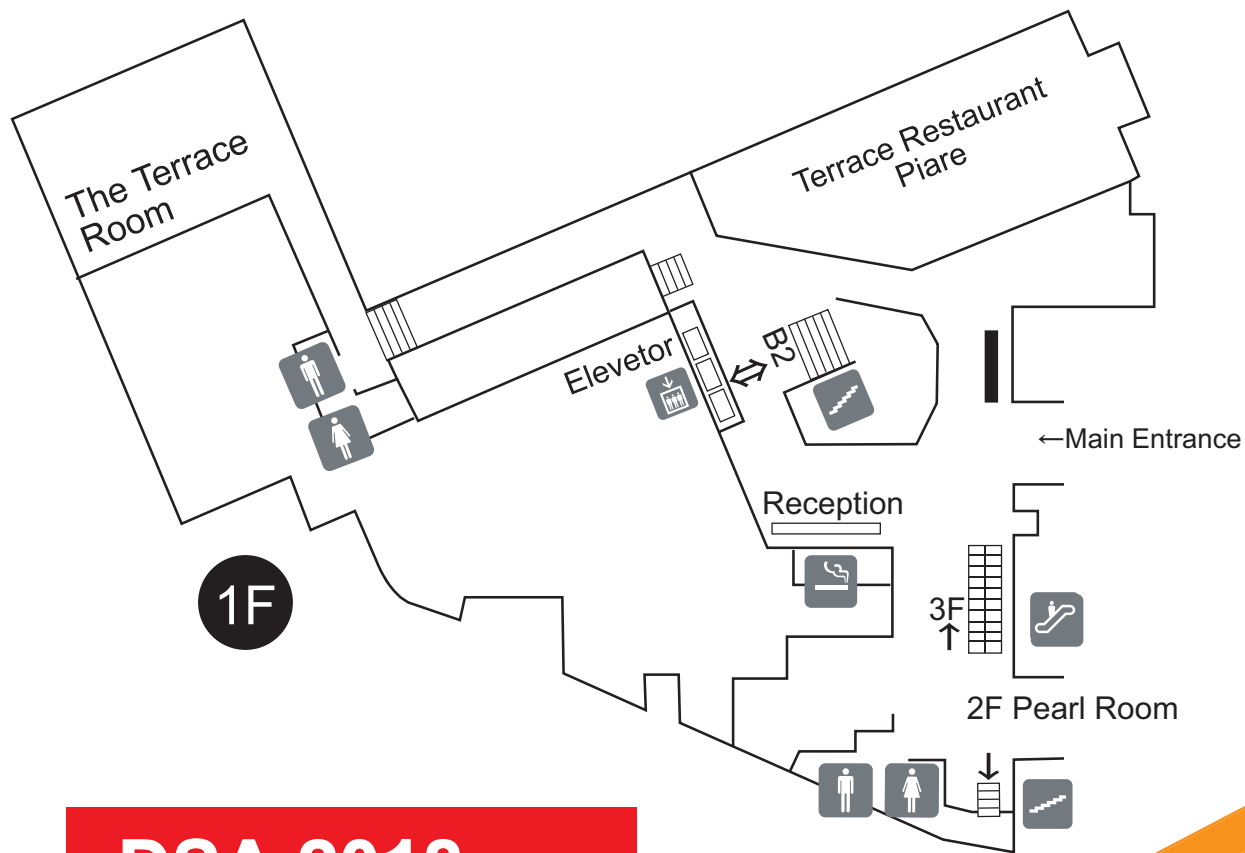 The Terrace
Room
Terrace Restaurant
Piare
Elevetor
B2
←Main Entrance
Reception
1F
3F
↑
2F Pearl Room
↓